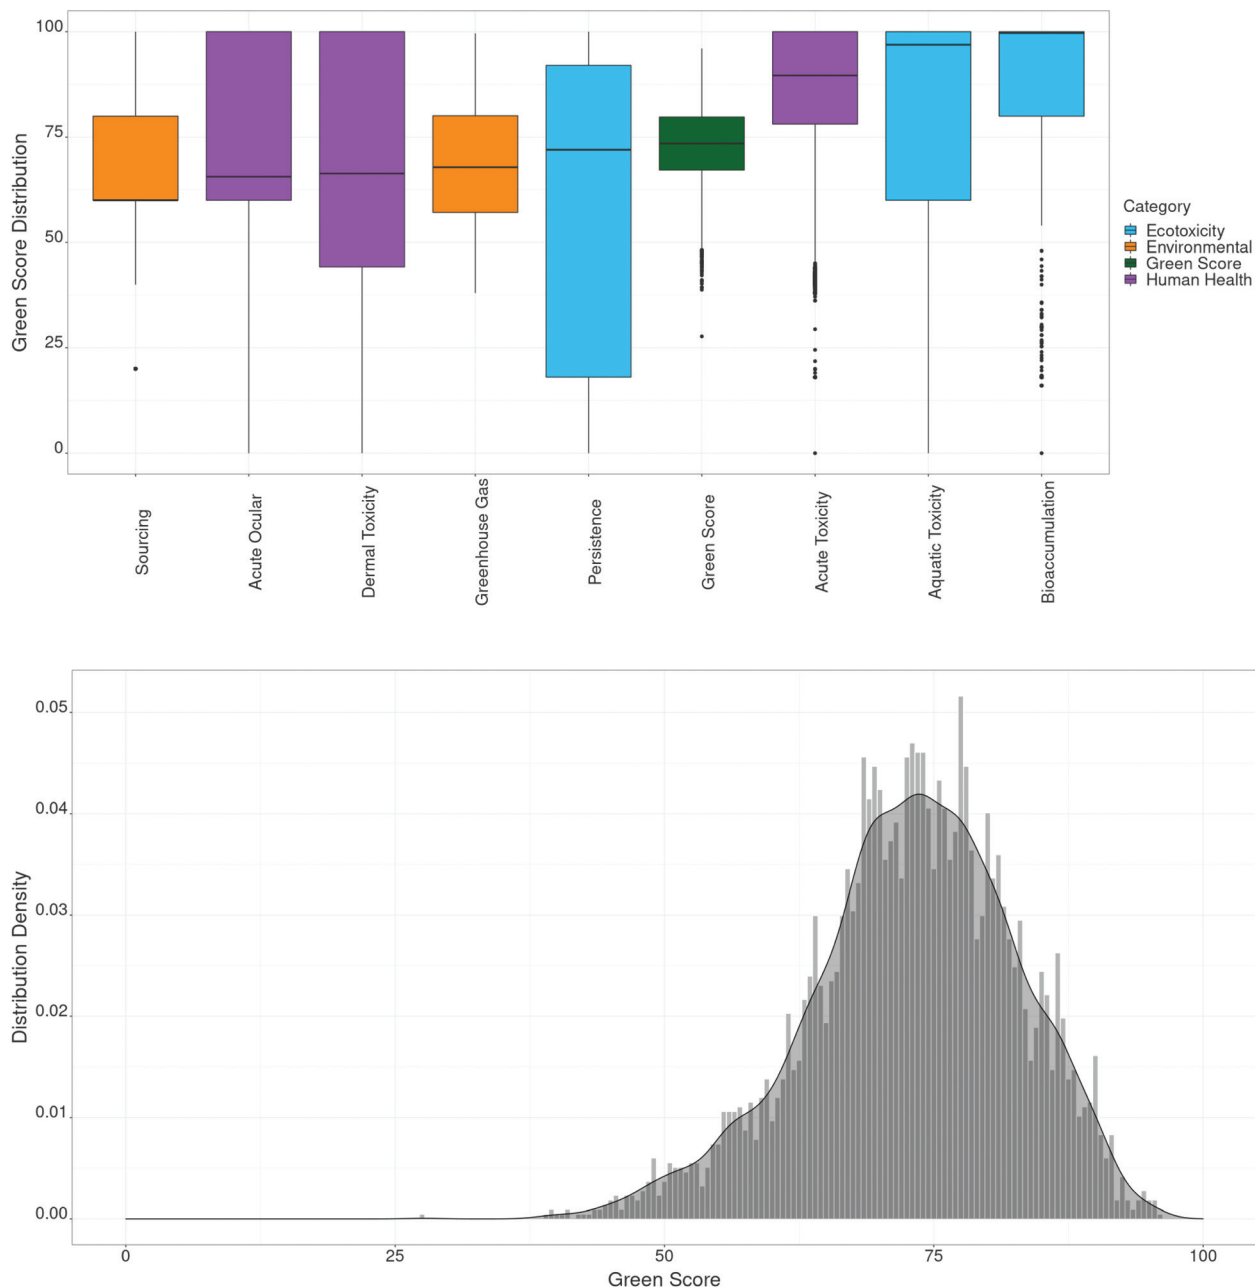 100
75
50
25
0
Green Score Distribution
Sourcing
Acute Ocular
Dermal Toxicity
Greenhouse Gas
Persistence
Green Score
Acute Toxicity
Aquatic Toxicity
Bioaccumulation
Category
Ecotoxicity
Environmental
Green Score
Human Health
0.05
0.04
0.03
0.02
0.01
0.00
Distribution Density
0 25 50 75 100
Green Score